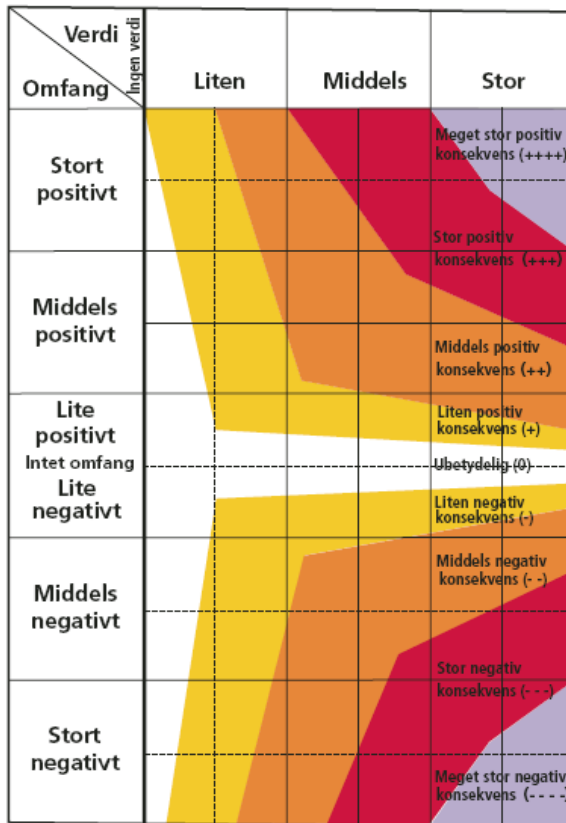 Verdi
Ingen verdi
Omfang
Liten
Middels
Stor
Stort
positivt
Meget stor positiv
konsekvens (++++)
Stor positiv
konsekvens (+++)
Middels
positivt
Middels positiv
konsekvens (++)
Lite
positivt
Liten positiv
konsekvens (+)
Intet omfang
Ubetydelig (0)
Lite
negativt
Liten negativ
konsekvens (-)
Middels
negativt
Middels negativ
konsekvens (- -)
Stor negativ
konsekvens (- - -)
Stort
negativt
Meget stor negativ
konsekvens (- - - -)